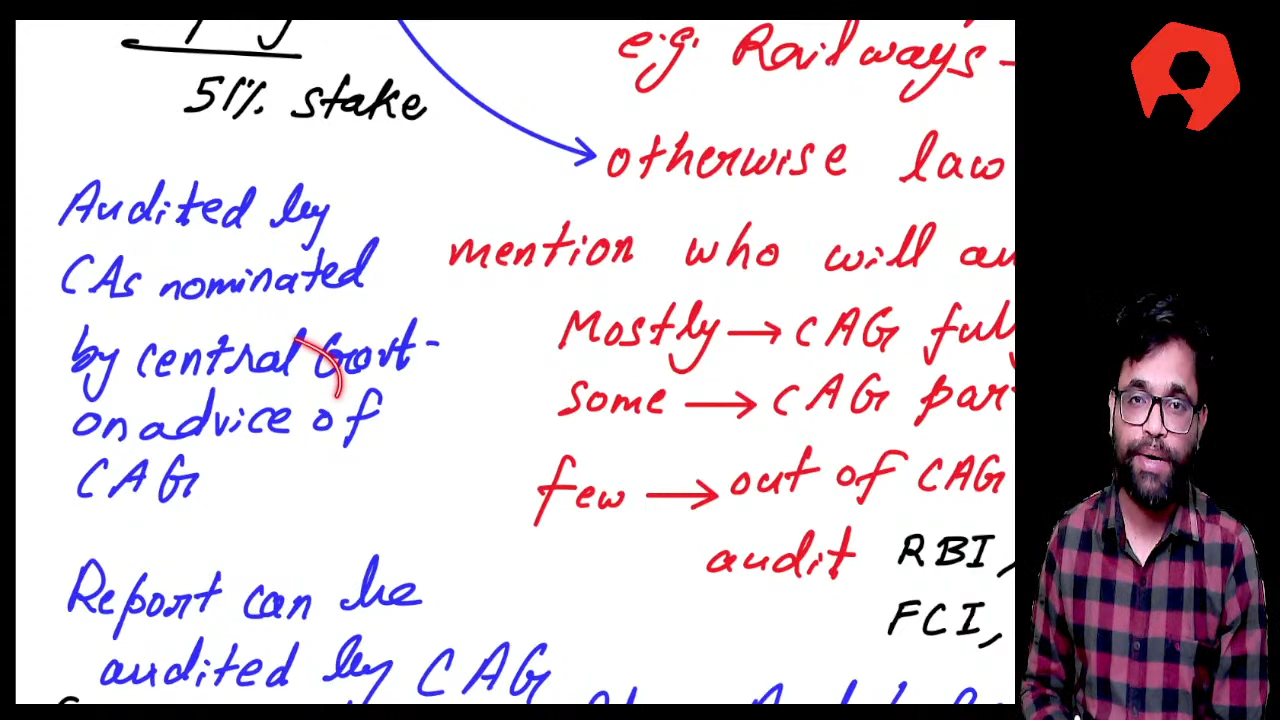 51% stake
Audited by
CAs nominated
by central Govt-
on advice of
CAG
Report can be
audited by CAG
e.g. Railways -
otherwise law
mention who will au
Mostly → CAG full
some → CAG par
few → out of CAG
audit RBI,
FCI,